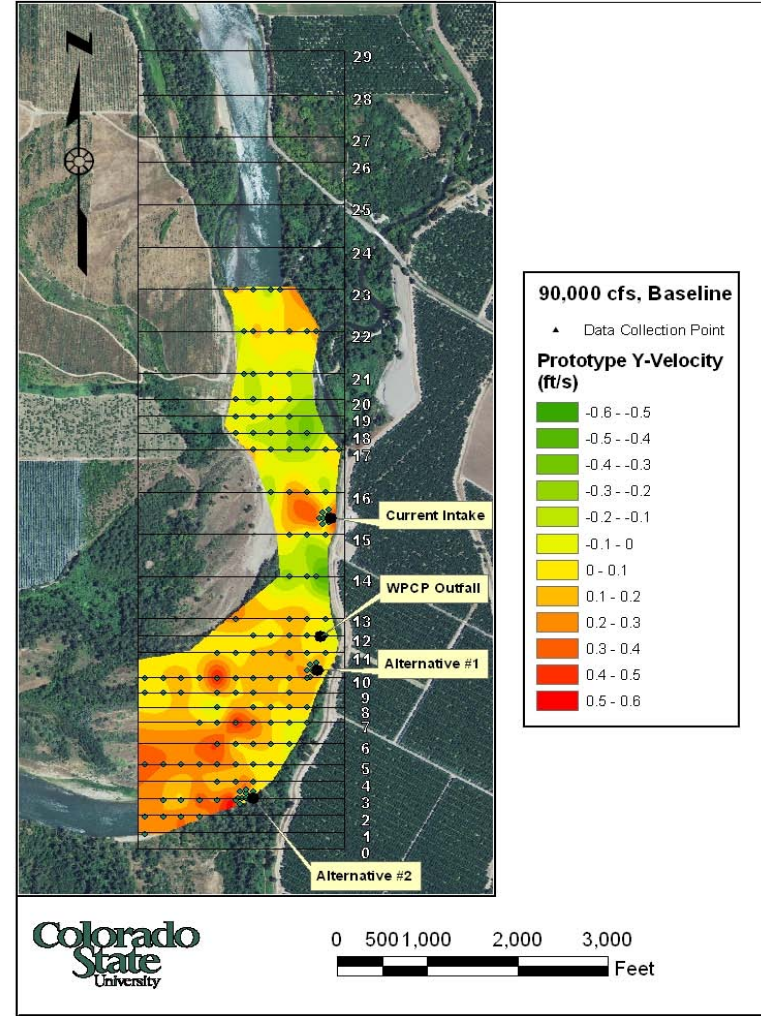 N
29
28
27
26
25
24
23
22
21
20
19
18
17
16
Current Intake
15
14
WPCP Outfall
13
12
11
Alternative #1
10
9
8
7
6
5
4
3
2
1
0
Alternative #2
90,000 cfs, Baseline
Data Collection Point
Prototype Y-Velocity
(ft/s)
-0.6 - -0.5
-0.5 - -0.4
-0.4 - -0.3
-0.3 - -0.2
-0.2 - -0.1
-0.1 - 0
0 - 0.1
0.1 - 0.2
0.2 - 0.3
0.3 - 0.4
0.4 - 0.5
0.5 - 0.6
Colorado
State
University
0 500 1,000 2,000 3,000
Feet